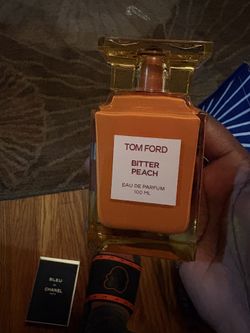 TOM FORD
BITTER
PEACH
EAU DE PARFUM
100 ML
BLEU
DE
CHANEL